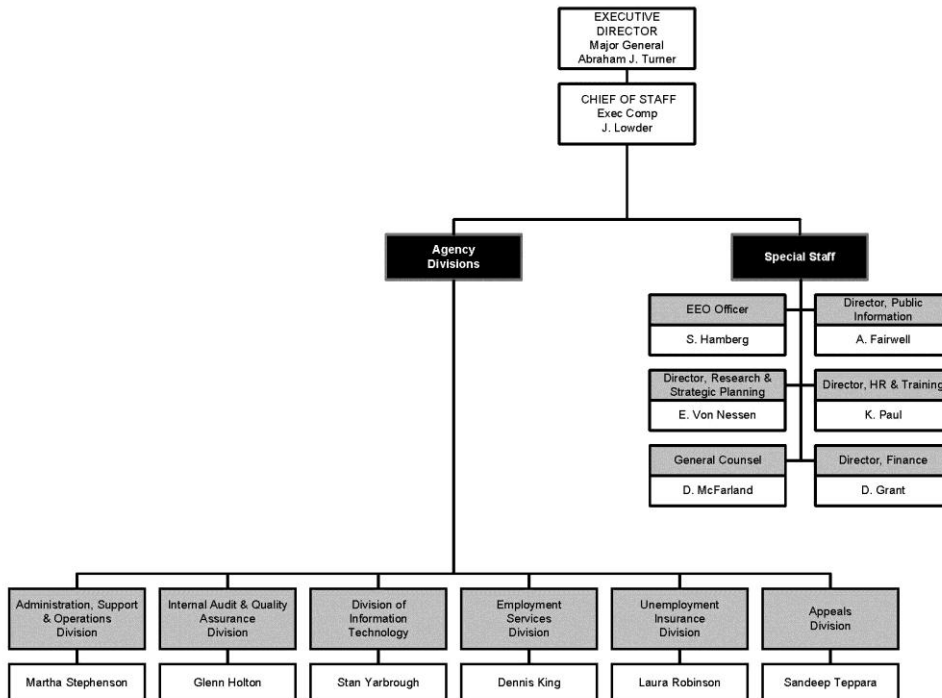 EXECUTIVE
DIRECTOR
Major General
Abraham J. Turner
CHIEF OF STAFF
Exec Comp
J. Lowder
Agency
Divisions
Special Staff
EEO Officer
S. Hamberg
Director, Public
Information
A. Fairwell
Director, Research &
Strategic Planning
E. Von Nessen
Director, HR & Training
K. Paul
General Counsel
D. McFarland
Director, Finance
D. Grant
Administration, Support
& Operations
Division
Martha Stephenson
Internal Audit & Quality
Assurance
Division
Glenn Holton
Division of
Information
Technology
Stan Yarbrough
Employment
Services
Division
Dennis King
Unemployment
Insurance
Division
Laura Robinson
Appeals
Division
Sandeep Teppara